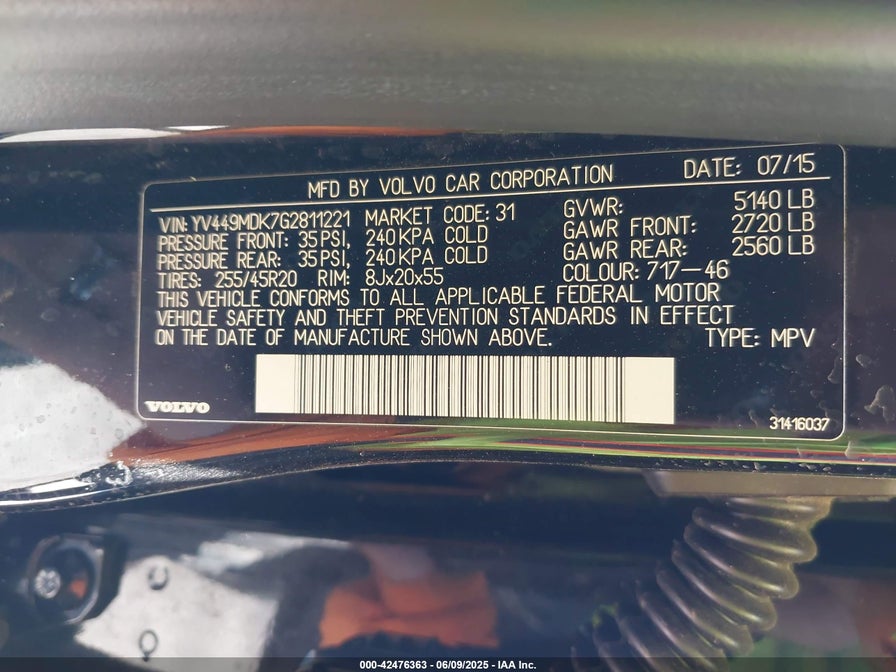 MFD BY VOLVO CAR CORPORATION DATE: 07/15
VIN: YV449MDK7G2811221 MARKET CODE: 31 GVWR: 5140 LB
PRESSURE FRONT: 35 PSI, 240 KPA COLD GAWR FRONT: 2720 LB
PRESSURE REAR: 35 PSI, 240 KPA COLD GAWR REAR: 2560 LB
TIRES: 255/45R20 RIM: 8Jx20x55 COLOUR: 717-46
THIS VEHICLE CONFORMS TO ALL APPLICABLE FEDERAL MOTOR
VEHICLE SAFETY AND THEFT PREVENTION STANDARDS IN EFFECT
ON THE DATE OF MANUFACTURE SHOWN ABOVE. TYPE: MPV
VOLVO 31416037
000-42476363 - 06/09/2025 - IAA Inc.